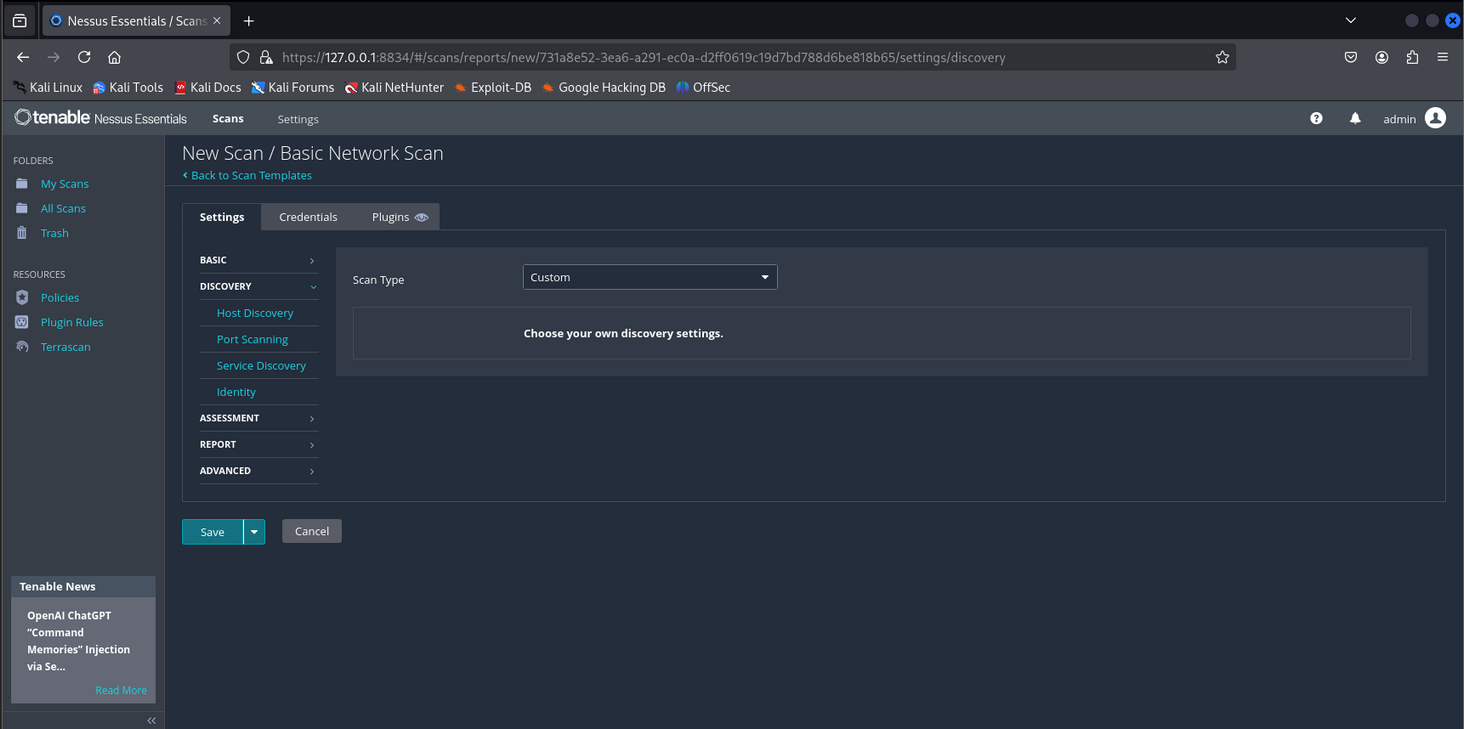 Nessus Essentials / Scans
https://127.0.0.1:8834/#/scans/reports/new/731a8e52-3ea6-a291-ec0a-d2ff0619c19d7bd788d6be818b65/settings/discovery
Kali Linux Kali Tools Kali Docs Kali Forums Kali NetHunter Exploit-DB Google Hacking DB OffSec
tenable Nessus Essentials Scans Settings admin
FOLDERS
My Scans
All Scans
Trash
RESOURCES
Policies
Plugin Rules
Terrascan
New Scan / Basic Network Scan
Back to Scan Templates
Settings Credentials Plugins
BASIC
DISCOVERY
Host Discovery
Port Scanning
Service Discovery
Identity
ASSESSMENT
REPORT
ADVANCED
Scan Type Custom
Choose your own discovery settings.
Save Cancel
Tenable News
OpenAI ChatGPT
“Command
Memories” Injection
via Se...
Read More